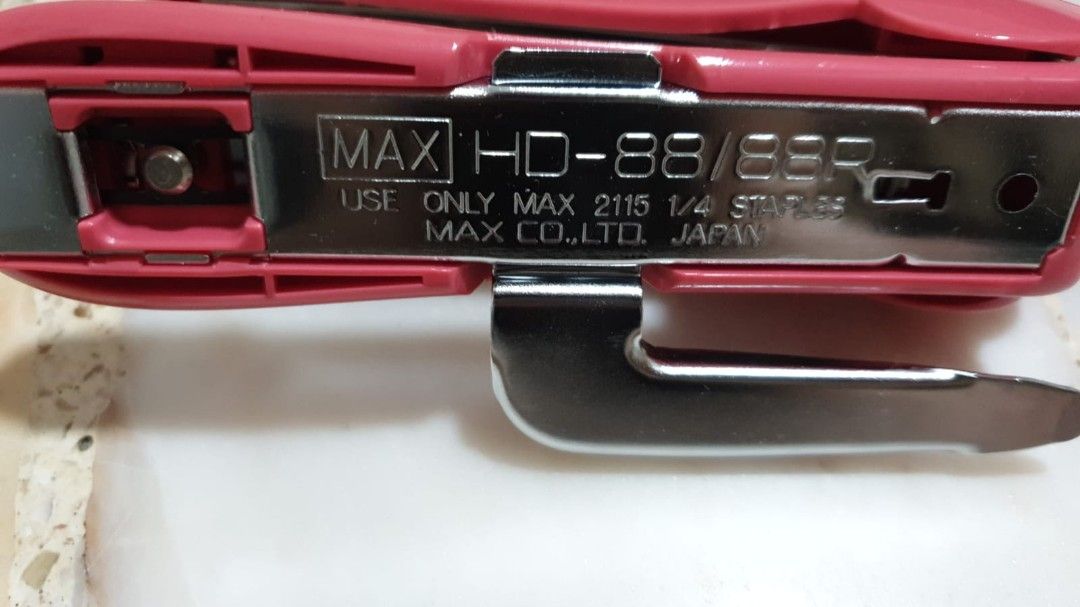 MAX HD-88/88R
USE ONLY MAX 2115 1/4 STAPLES
MAX CO.,LTD. JAPAN